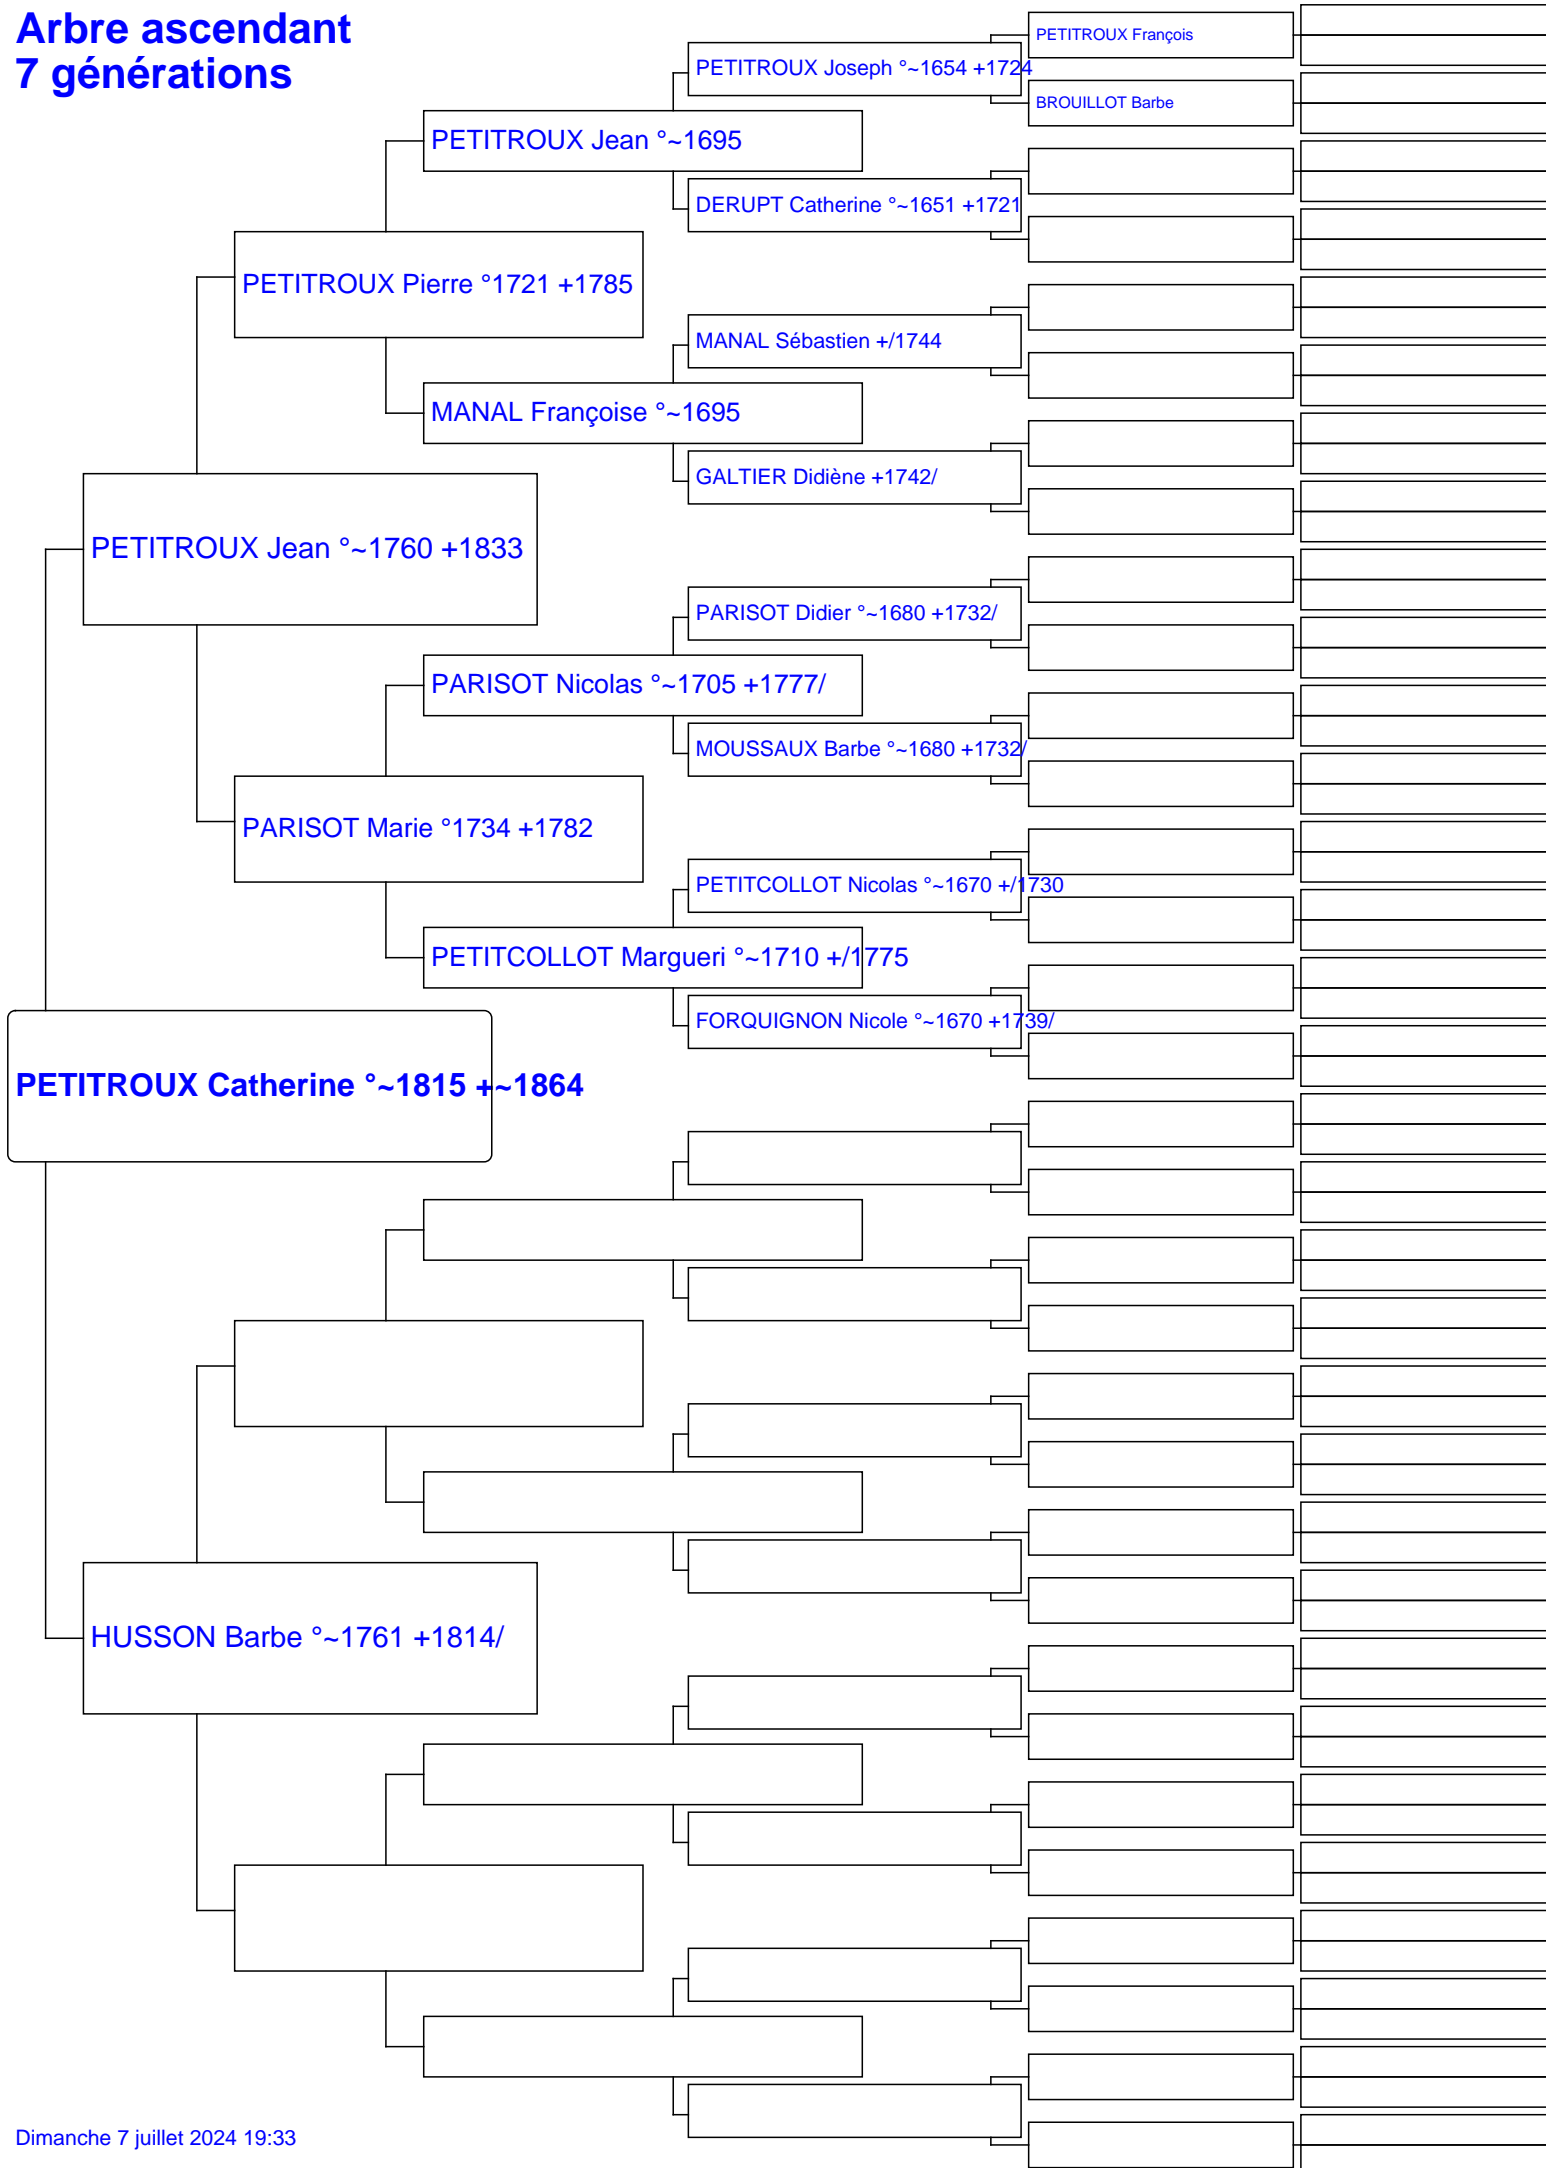 Arbre ascendant
7 générations
PETITROUX François
PETITROUX Joseph °~1654 +1724
BROUILLOT Barbe
PETITROUX Jean °~1695
DERUPT Catherine °~1651 +1721
PETITROUX Pierre °1721 +1785
MANAL Sébastien +/1744
MANAL Françoise °~1695
GALTIER Didiène +1742/
PETITROUX Jean °~1760 +1833
PARISOT Didier °~1680 +1732/
PARISOT Nicolas °~1705 +1777/
MOUSSAUX Barbe °~1680 +1732/
PARISOT Marie °1734 +1782
PETITCOLLOT Nicolas °~1670 +/1730
PETITCOLLOT Margueri °~1710 +/1775
FORQUIGNON Nicole °~1670 +1739/
PETITROUX Catherine °~1815 +~1864
HUSSON Barbe °~1761 +1814/
Dimanche 7 juillet 2024 19:33